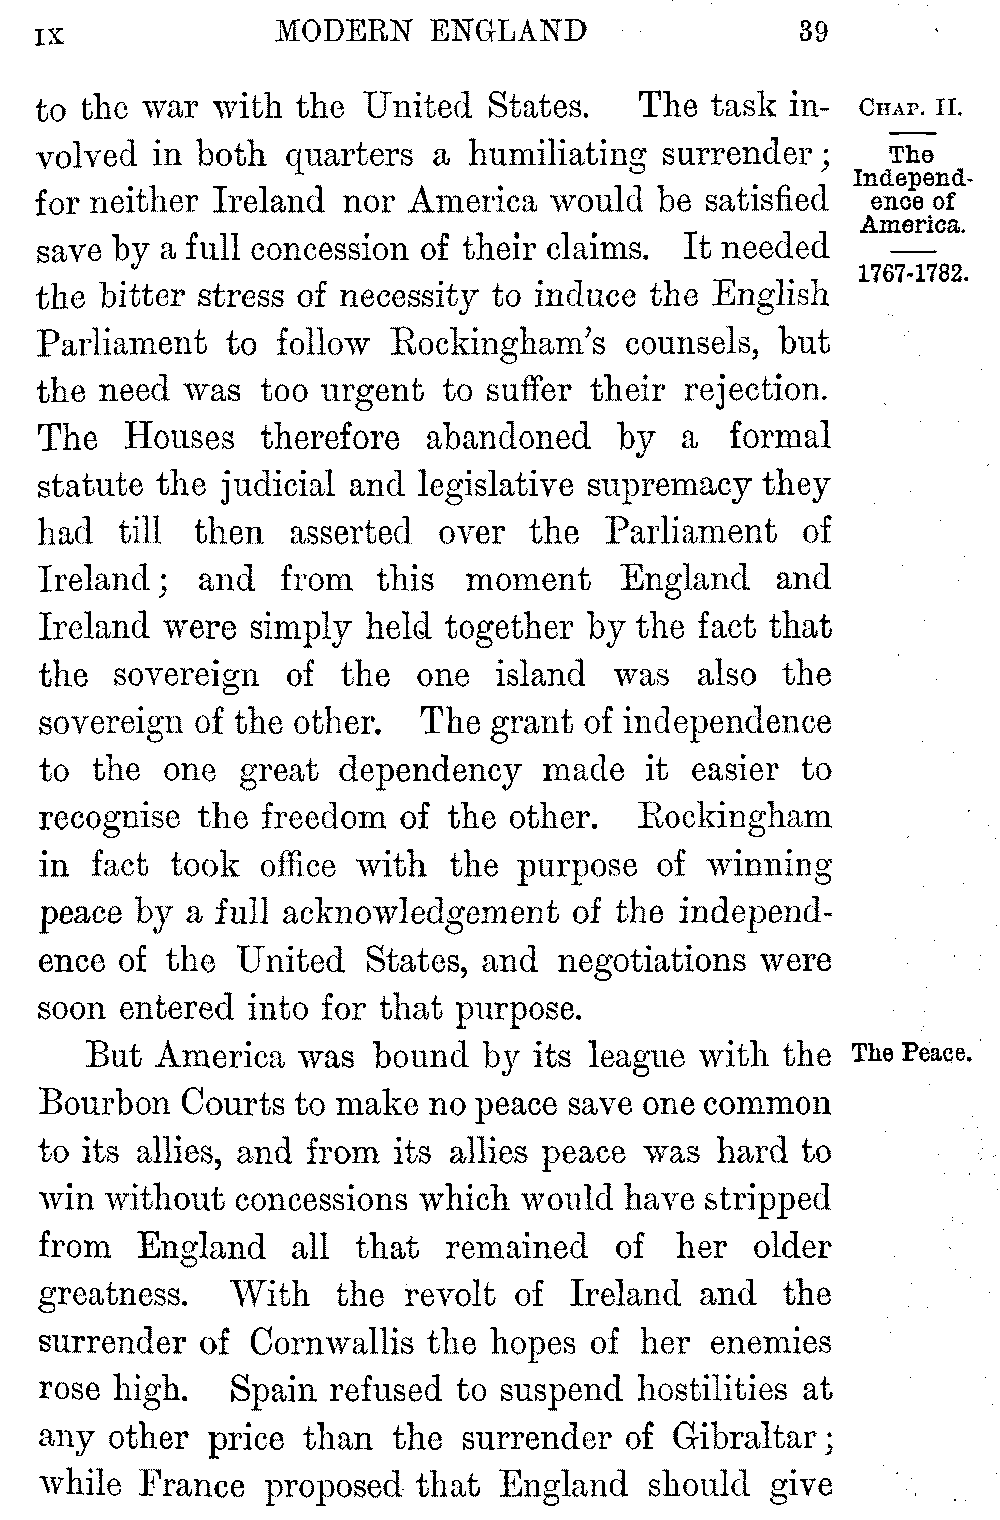 IX MODERN ENGLAND 39
to the war with the United States. The task in-
volved in both quarters a humiliating surrender;
for neither Ireland nor America would be satisfied
save by a full concession of their claims. It needed
the bitter stress of necessity to induce the English
Parliament to follow Rockingham's counsels, but
the need was too urgent to suffer their rejection.
The Houses therefore abandoned by a formal
statute the judicial and legislative supremacy they
had till then asserted over the Parliament of
Ireland; and from this moment England and
Ireland were simply held together by the fact that
the sovereign of the one island was also the
sovereign of the other. The grant of independence
to the one great dependency made it easier to
recognise the freedom of the other. Rockingham
in fact took office with the purpose of winning
peace by a full acknowledgement of the independ-
ence of the United States, and negotiations were
soon entered into for that purpose.
But America was bound by its league with the
Bourbon Courts to make no peace save one common
to its allies, and from its allies peace was hard to
win without concessions which would have stripped
from England all that remained of her older
greatness. With the revolt of Ireland and the
surrender of Cornwallis the hopes of her enemies
rose high. Spain refused to suspend hostilities at
any other price than the surrender of Gibraltar;
while France proposed that England should give
CHAP. II.
The
Independ-
ence of
America.
1767-1782.
The Peace.